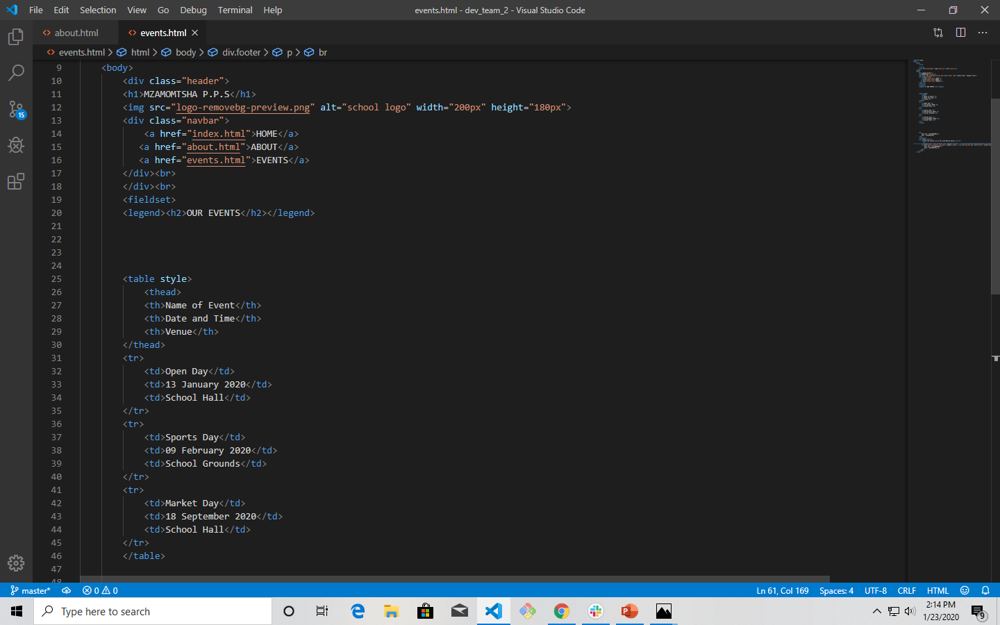 File Edit Selection View Go Debug Terminal Help events.html - dev_team_2 - Visual Studio Code
about.html events.html
events.html html body div.footer p br
9 <body>
10 <div class="header">
11 <h1>MZAMOMTSHA P.P.S</h1>
12 <img src="logo-removebg-preview.png" alt="school logo" width="200px" height="180px">
13 <div class="navbar">
14 <a href="index.html">HOME</a>
15 <a href="about.html">ABOUT</a>
16 <a href="events.html">EVENTS</a>
17 </div><br>
18 </div><br>
19 <fieldset>
20 <legend><h2>OUR EVENTS</h2></legend>
21
22
23
24
25 <table style>
26 <thead>
27 <th>Name of Event</th>
28 <th>Date and Time</th>
29 <th>Venue</th>
30 </thead>
31 <tr>
32 <td>Open Day</td>
33 <td>13 January 2020</td>
34 <td>School Hall</td>
35 </tr>
36 <tr>
37 <td>Sports Day</td>
38 <td>09 February 2020</td>
39 <td>School Grounds</td>
40 </tr>
41 <tr>
42 <td>Market Day</td>
43 <td>18 September 2020</td>
44 <td>School Hall</td>
45 </tr>
46 </table>
47
48
15
master* 0 0 Ln 61, Col 169 Spaces: 4 UTF-8 CRLF HTML
Type here to search
2:14 PM
1/23/2020
9